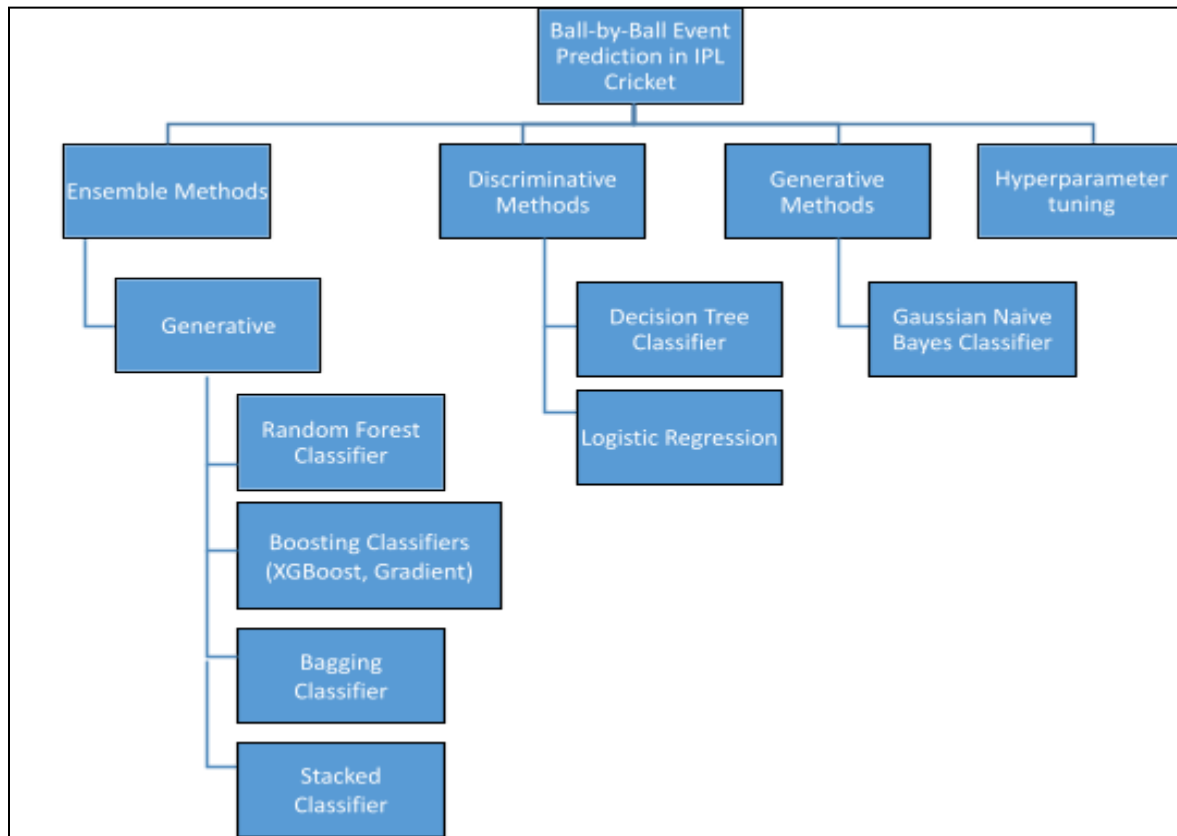 Ball-by-Ball Event
Prediction in IPL
Cricket
Ensemble Methods
Discriminative
Methods
Generative
Methods
Hyperparameter
tuning
Generative
Decision Tree
Classifier
Gaussian Naive
Bayes Classifier
Random Forest
Classifier
Logistic Regression
Boosting Classifiers
(XGBoost, Gradient)
Bagging
Classifier
Stacked
Classifier